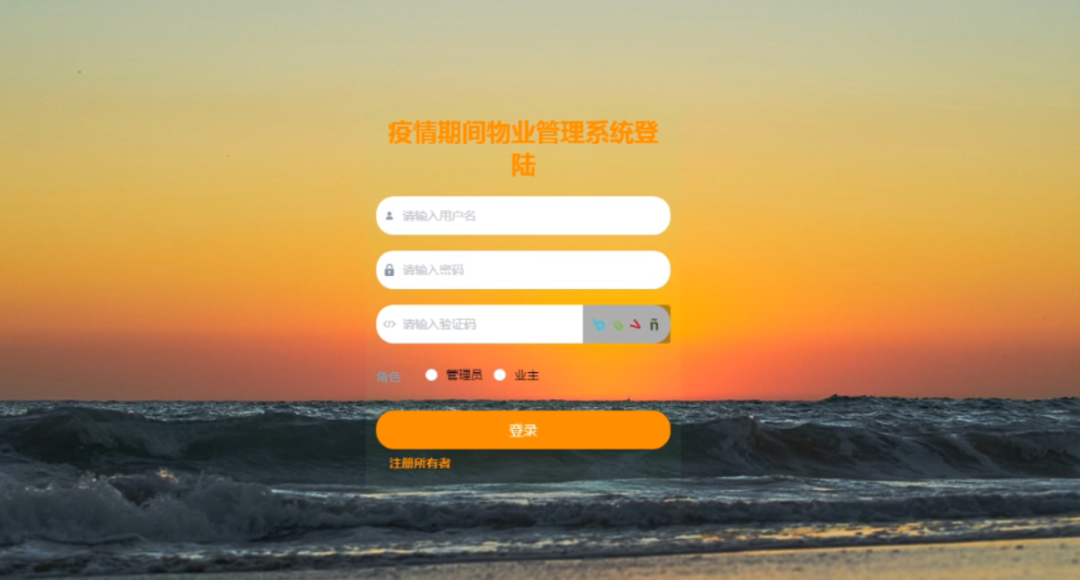 疫情期间物业管理系统登
陆
请输入用户名
请输入密码
请输入验证码
角色 管理员 业主
登录
注册所有者